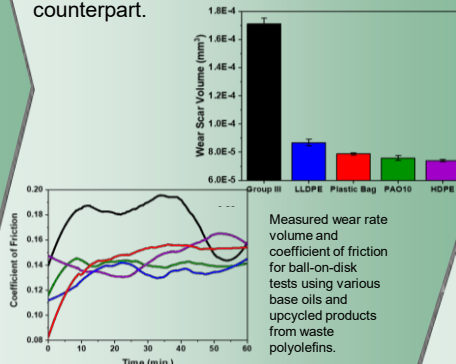 counterpart.
Wear Scar Volume (mm³)
1.8E-4
1.6E-4
1.4E-4
1.2E-4
1.0E-4
8.0E-5
6.0E-5
Group III LLDPE Plastic Bag PAO10 HDPE
Coefficient of Friction
0.20
0.18
0.16
0.14
0.12
0.10
0.08
0 10 20 30 40 50 60
Time (min.)
Measured wear rate
volume and
coefficient of friction
for ball-on-disk
tests using various
base oils and
upcycled products
from waste
polyolefins.